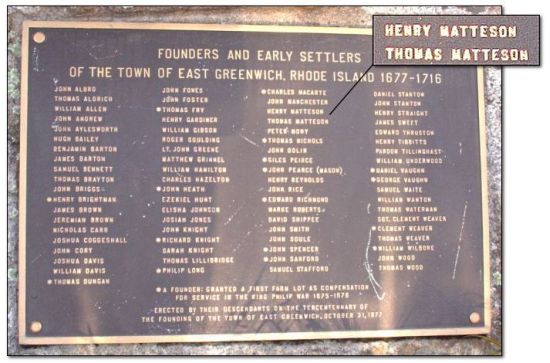 HENRY MATTESON
THOMAS MATTESON
FOUNDERS AND EARLY SETTLERS
OF THE TOWN OF EAST GREENWICH, RHODE ISLAND 1677-1716
JOHN ALBRO
THOMAS ALDRICH
WILLIAM ALLEN
JOHN ANDREW
JOHN AYLESWORTH
HUGH BAILEY
BENJAMIN BARTON
JAMES BARTON
SAMUEL BENNETT
THOMAS BRAYTON
JOHN BRIGGS
* HENRY BRIGHTMAN
JAMES BROWN
JEREMIAH BROWN
NICHOLAS CARR
JOSHUA COGGESHALL
JOHN CORY
JOSHUA DAVIS
WILLIAM DAVIS
* THOMAS DUNGAN
JOHN FONES
JOHN FOSTER
* THOMAS FRY
HENRY GARDINER
WILLIAM GIBSON
ROGER GOULDING
LT. JOHN GREENE
MATTHEW GRINNEL
WILLIAM HAMILTON
CHARLES HAZELTON
* JOHN HEATH
EZEKIEL HUNT
ELISHA JOHNSON
JOSIAH JONES
JOHN KNIGHT
* RICHARD KNIGHT
SARAH KNIGHT
THOMAS LILLIBRIDGE
* PHILIP LONG
* CHARLES MACARTE
JOHN MANCHESTER
HENRY MATTESON
THOMAS MATTESON
PETER MORY
* THOMAS NICHOLS
JOHN ODLIN
* GILES PEIRCE
* JOHN PEARCE (MASON)
HENRY REYNOLDS
JOHN RICE
* EDWARD RICHMOND
MARKE ROBERTS
DAVID SHIPPEE
JOHN SMITH
JOHN SOULE
* JOHN SPENCER
* JOHN SANFORD
SAMUEL STAFFORD
DANIEL STANTON
JOHN STANTON
HENRY STRAIGHT
JAMES SWEET
EDWARD THURSTON
HENRY TIBBITTS
PARDON TILLINGHAST
WILLIAM UNDERWOOD
* DANIEL VAUGHN
* GEORGE VAUGHN
SAMUEL WAITE
WILLIAM WANTON
THOMAS WATERMAN
SGT. CLEMENT WEAVER
* CLEMENT WEAVER
THOMAS WEAVER
* WILLIAM WILBORE
JOHN WOOD
THOMAS WOOD
* A FOUNDER: GRANTED A FIRST FARM LOT AS COMPENSATION
FOR SERVICE IN THE KING PHILIP WAR 1675-1676
ERECTED BY THEIR DESCENDANTS ON THE TERCENTENNARY OF
THE FOUNDING OF THE TOWN OF EAST GREENWICH, OCTOBER 31, 1977